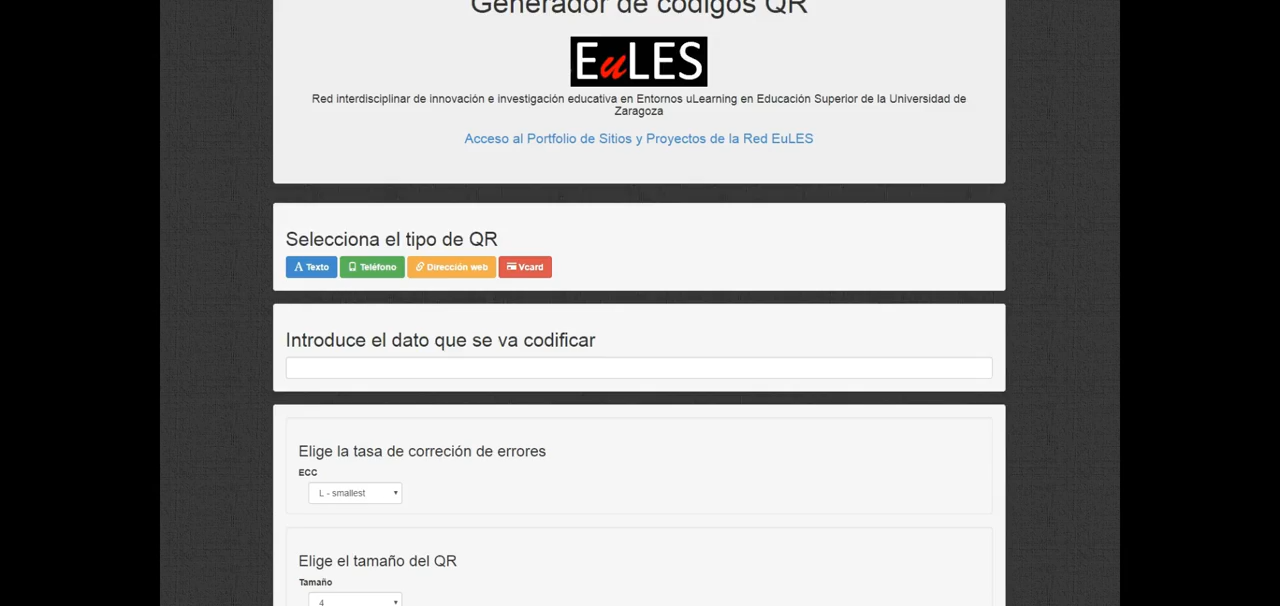 Generador de códigos QR
EuLES
Red interdisciplinar de innovación e investigación educativa en Entornos uLearning en Educación Superior de la Universidad de
Zaragoza
Acceso al Portfolio de Sitios y Proyectos de la Red EuLES
Selecciona el tipo de QR
Texto Teléfono Dirección web Vcard
Introduce el dato que se va codificar
Elige la tasa de correción de errores
ECC
L - smallest
Elige el tamaño del QR
Tamaño
4